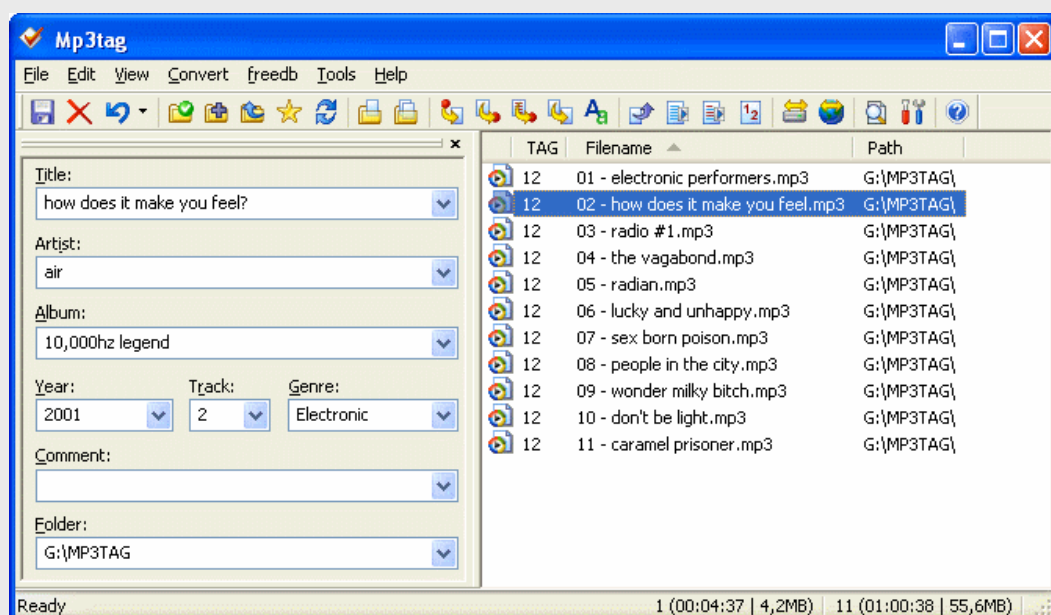 Mp3tag
File Edit View Convert freedb Tools Help
Title:
how does it make you feel?
Artist:
air
Album:
10,000hz legend
Year: Track: Genre:
2001 2 Electronic
Comment:
Folder:
G:\MP3TAG
TAG Filename Path
12 01 - electronic performers.mp3 G:\MP3TAG\
12 02 - how does it make you feel.mp3 G:\MP3TAG\
12 03 - radio #1.mp3 G:\MP3TAG\
12 04 - the vagabond.mp3 G:\MP3TAG\
12 05 - radian.mp3 G:\MP3TAG\
12 06 - lucky and unhappy.mp3 G:\MP3TAG\
12 07 - sex born poison.mp3 G:\MP3TAG\
12 08 - people in the city.mp3 G:\MP3TAG\
12 09 - wonder milky bitch.mp3 G:\MP3TAG\
12 10 - don't be light.mp3 G:\MP3TAG\
12 11 - caramel prisoner.mp3 G:\MP3TAG\
Ready 1 (00:04:37 | 4,2MB) 11 (01:00:38 | 55,6MB)